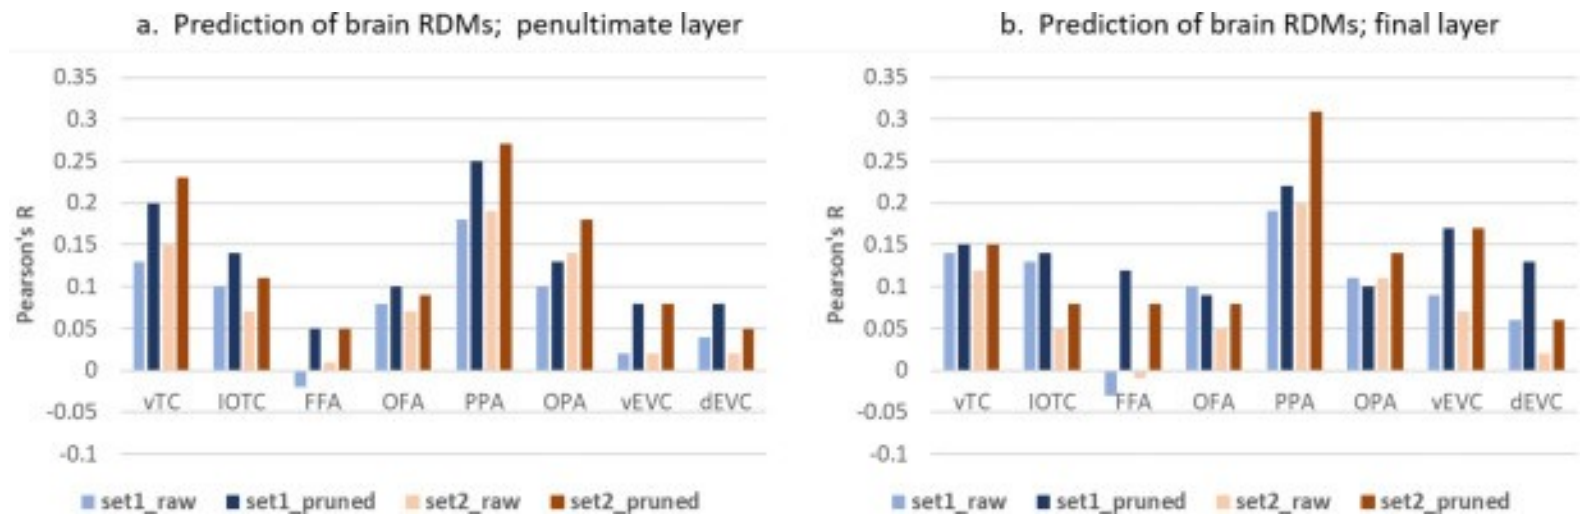 a. Prediction of brain RDMs; penultimate layer
0.35
0.3
0.25
0.2
0.15
0.1
0.05
0
-0.05
-0.1
Pearson's R
vTC lOTC FFA OFA PPA OPA vEVC dEVC
set1_raw set1_pruned set2_raw set2_pruned
b. Prediction of brain RDMs; final layer
0.35
0.3
0.25
0.2
0.15
0.1
0.05
0
-0.05
-0.1
Pearson's R
vTC lOTC FFA OFA PPA OPA vEVC dEVC
set1_raw set1_pruned set2_raw set2_pruned